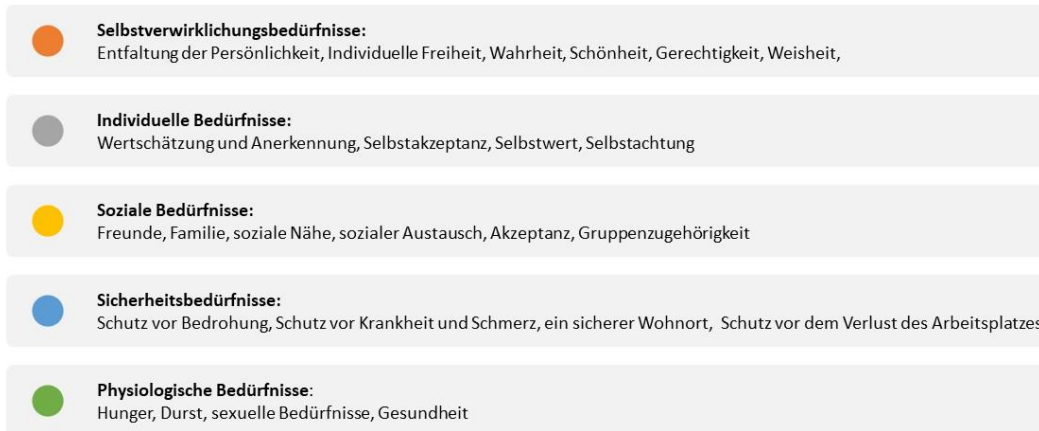 Selbstverwirklichungsbedürfnisse:
Entfaltung der Persönlichkeit, Individuelle Freiheit, Wahrheit, Schönheit, Gerechtigkeit, Weisheit,
Individuelle Bedürfnisse:
Wertschätzung und Anerkennung, Selbstakzeptanz, Selbstwert, Selbstachtung
Soziale Bedürfnisse:
Freunde, Familie, soziale Nähe, sozialer Austausch, Akzeptanz, Gruppenzugehörigkeit
Sicherheitsbedürfnisse:
Schutz vor Bedrohung, Schutz vor Krankheit und Schmerz, ein sicherer Wohnort, Schutz vor dem Verlust des Arbeitsplatzes
Physiologische Bedürfnisse:
Hunger, Durst, sexuelle Bedürfnisse, Gesundheit